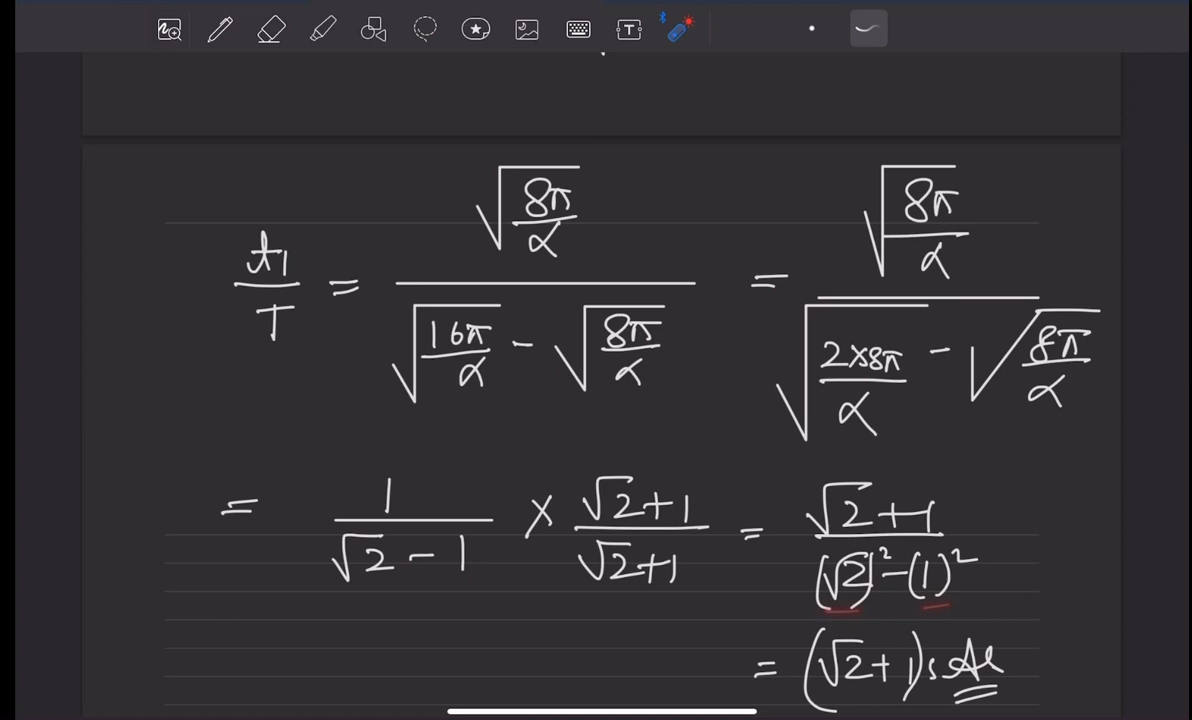 t₁/T = √(8π/α) / (√(16π/α) - √(8π/α)) = √(8π/α) / (√(2×8π/α) - √(8π/α))
= 1/(√2 - 1) × (√2+1)/(√2+1) = (√2+1)/((√2)² - (1)²)
= (√2+1)s